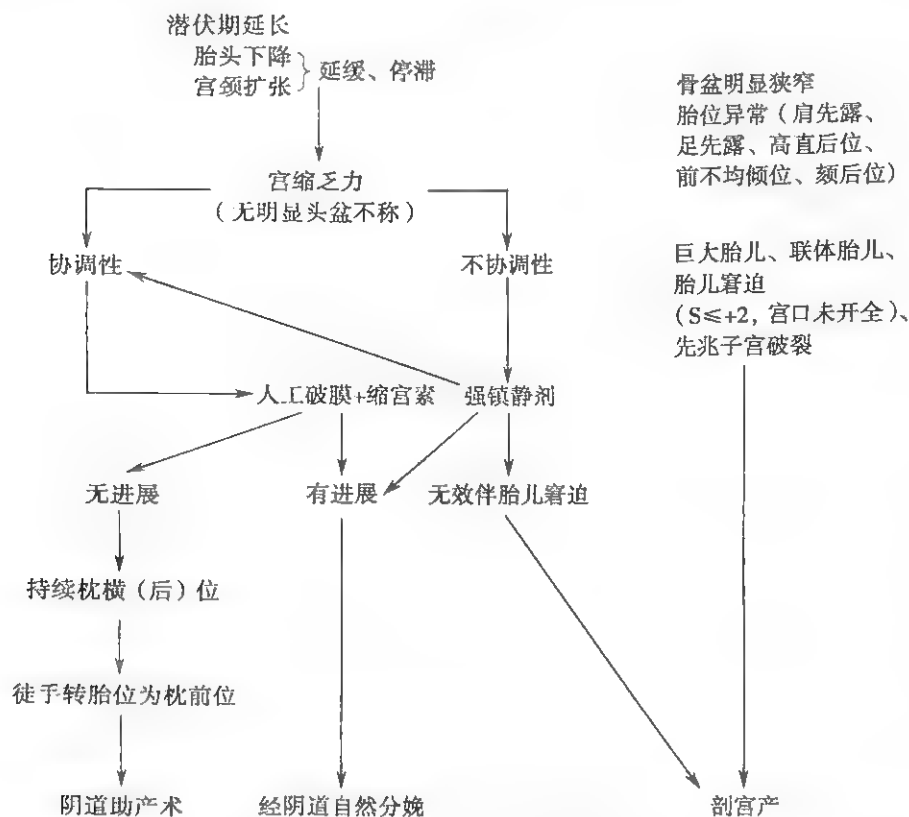 潜伏期延长
胎头下降
宫颈扩张
延缓、停滞
骨盆明显狭窄
胎位异常（肩先露、
足先露、高直后位、
前不均倾位、颏后位）
宫缩乏力
（无明显头盆不称）
协调性
不协调性
巨大胎儿、联体胎儿、
胎儿窘迫
（S≤+2，宫口未开全）、
先兆子宫破裂
人工破膜+缩宫素
强镇静剂
无进展
有进展
无效伴胎儿窘迫
持续枕横（后）位
徒手转胎位为枕前位
阴道助产术
经阴道自然分娩
剖宫产